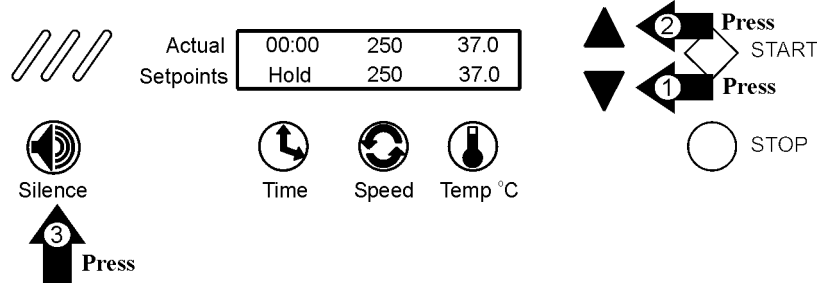 Actual 00:00 250 37.0
Setpoints Hold 250 37.0
2 Press
START
1 Press
STOP
Silence Time Speed Temp °C
3 Press